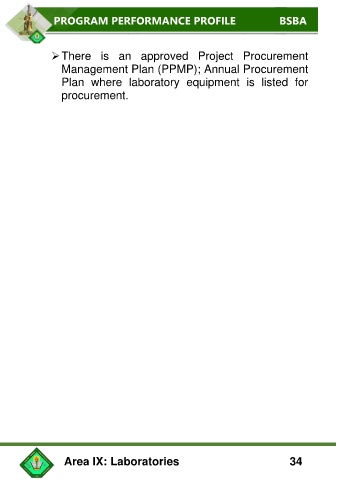 PROGRAM PERFORMANCE PROFILE BSBA
➢There is an approved Project Procurement
Management Plan (PPMP); Annual Procurement
Plan where laboratory equipment is listed for
procurement.
Area IX: Laboratories 34